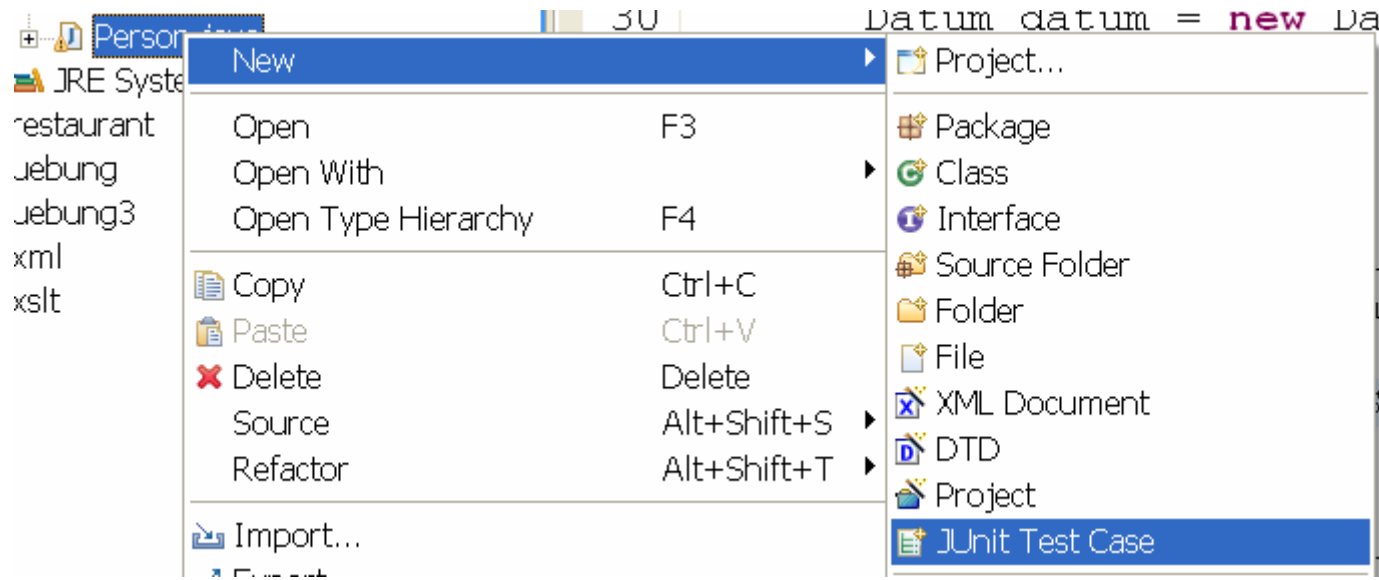 30 Datum datum = new Da
Person
JRE Syste
restaurant
uebung
uebung3
xml
xslt
New
Open F3
Open With
Open Type Hierarchy F4
Copy Ctrl+C
Paste Ctrl+V
Delete Delete
Source Alt+Shift+S
Refactor Alt+Shift+T
Import...
Project...
Package
Class
Interface
Source Folder
Folder
File
XML Document
DTD
Project
JUnit Test Case